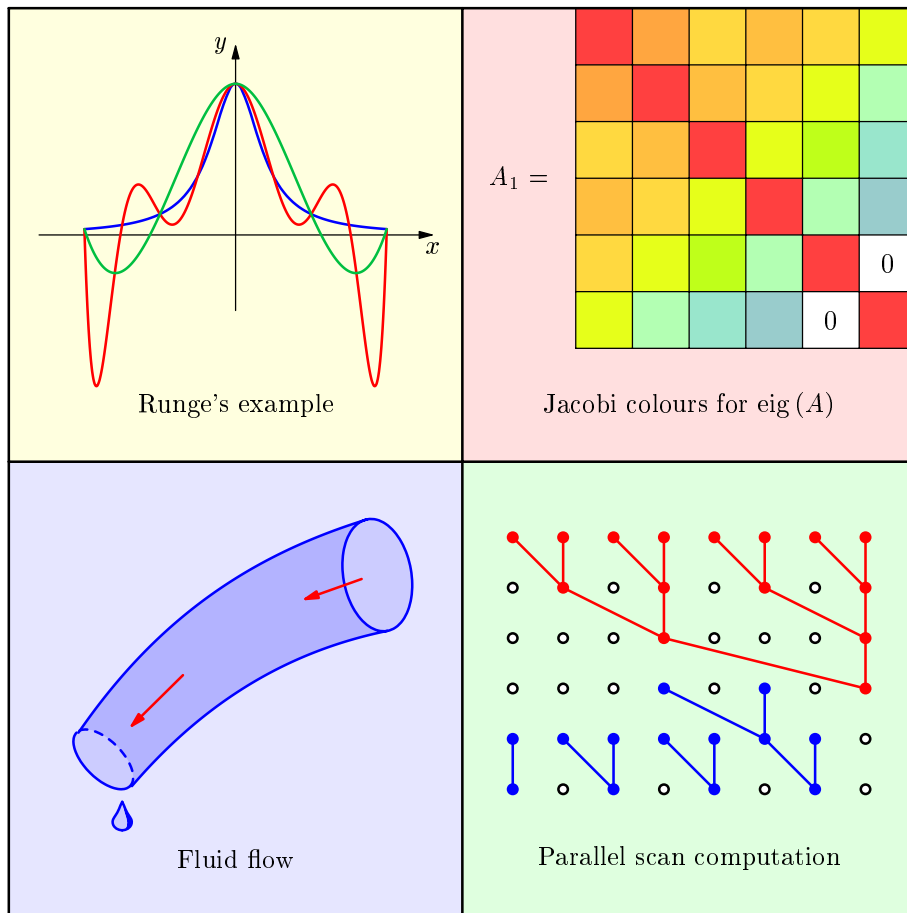 y
x
Runge's example
A₁ =
0
0
Jacobi colours for eig (A)
Fluid flow
Parallel scan computation